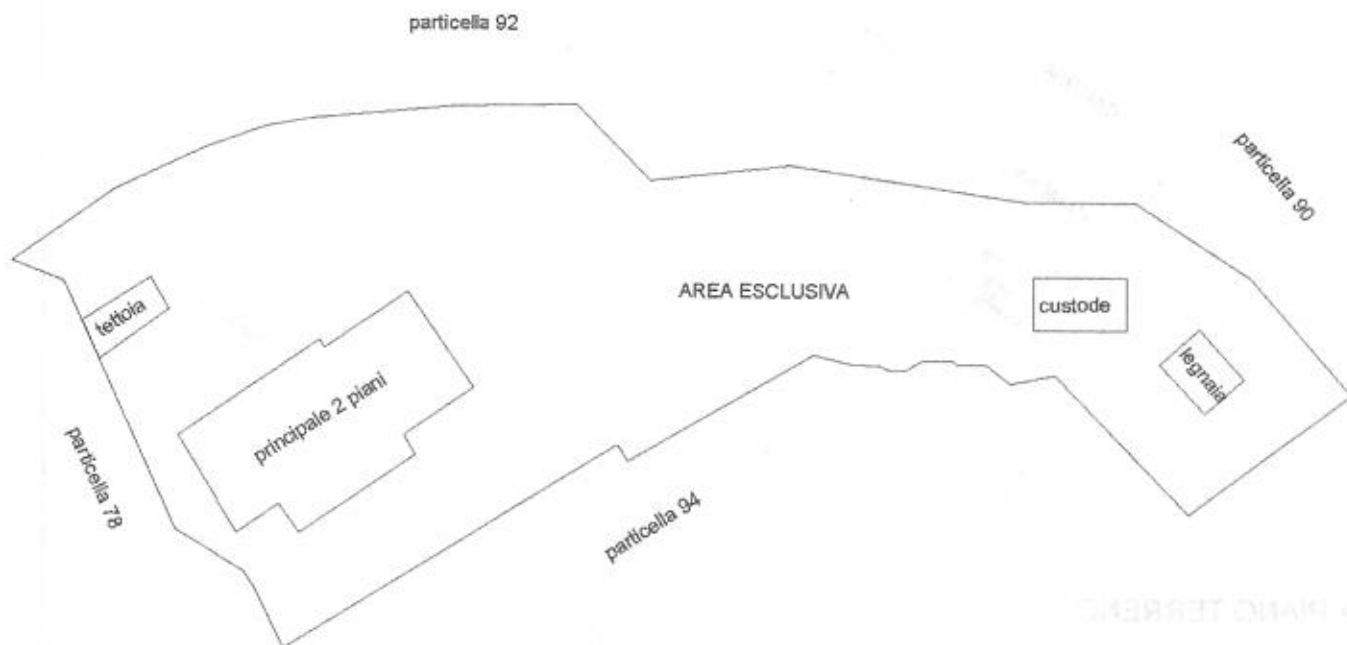 particella 92
particella 90
tettoia
AREA ESCLUSIVA
custode
legnaia
principale 2 piani
particella 78
particella 94
PIANO TERRENO